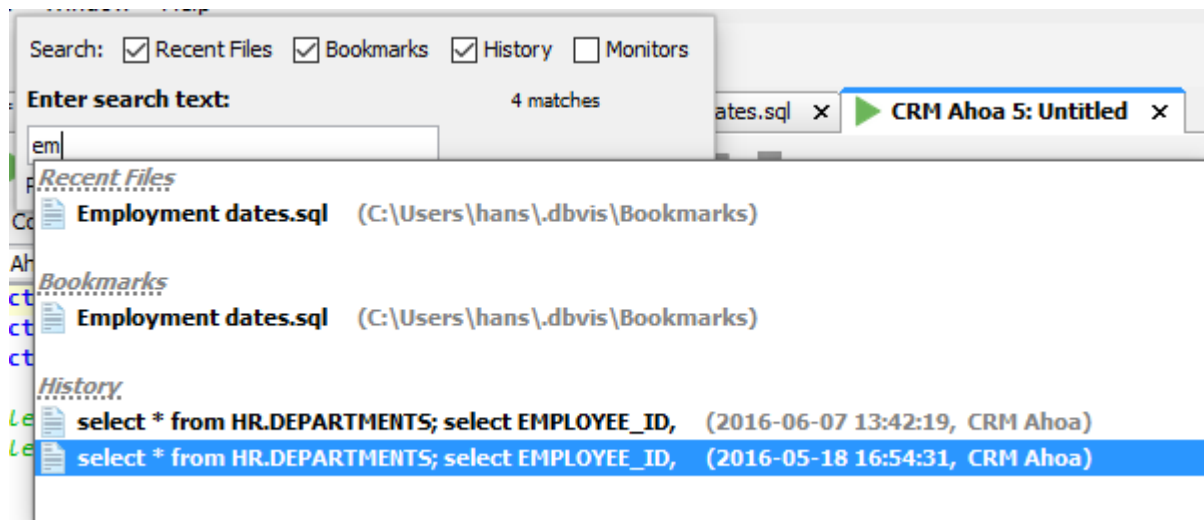 Search: Recent Files Bookmarks History Monitors
Enter search text: 4 matches
ates.sql CRM Ahoa 5: Untitled
em
Recent Files
Employment dates.sql (C:\Users\hans\.dbvis\Bookmarks)
Bookmarks
Employment dates.sql (C:\Users\hans\.dbvis\Bookmarks)
History
select * from HR.DEPARTMENTS; select EMPLOYEE_ID, (2016-06-07 13:42:19, CRM Ahoa)
select * from HR.DEPARTMENTS; select EMPLOYEE_ID, (2016-05-18 16:54:31, CRM Ahoa)